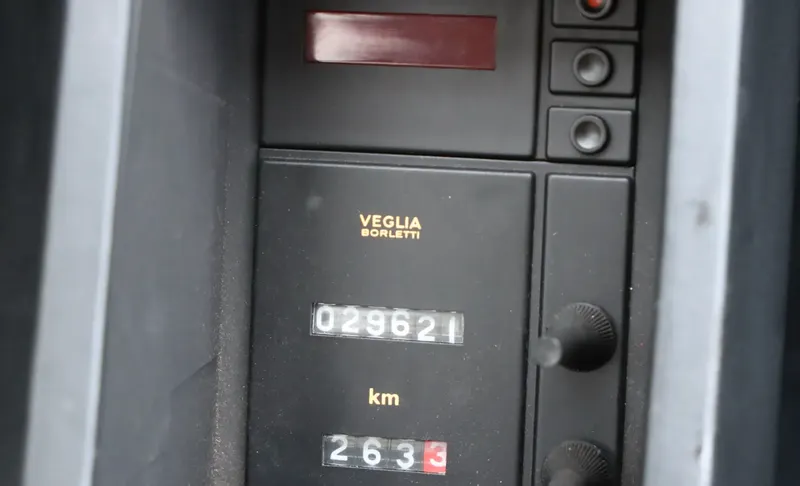 VEGLIA
BORLETTI
029621
km
2633